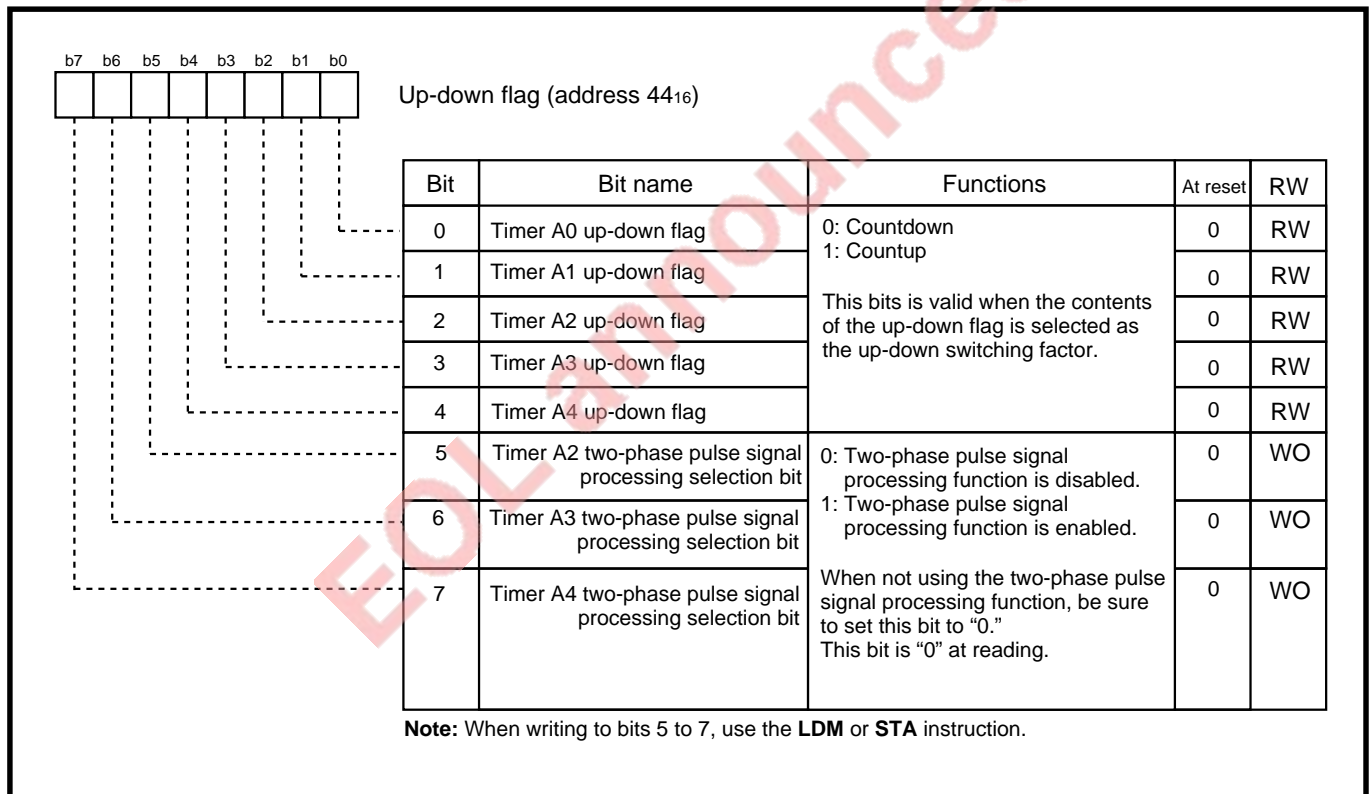 b7 b6 b5 b4 b3 b2 b1 b0
Up-down flag (address 4416)
Bit Bit name Functions At reset RW
0 Timer A0 up-down flag 0: Countdown 0 RW
1: Countup
1 Timer A1 up-down flag 0 RW
This bits is valid when the contents
2 Timer A2 up-down flag of the up-down flag is selected as 0 RW
the up-down switching factor.
3 Timer A3 up-down flag 0 RW
4 Timer A4 up-down flag 0 RW
5 Timer A2 two-phase pulse signal 0: Two-phase pulse signal 0 WO
processing selection bit processing function is disabled.
1: Two-phase pulse signal
6 Timer A3 two-phase pulse signal processing function is enabled. 0 WO
processing selection bit
When not using the two-phase pulse
7 Timer A4 two-phase pulse signal signal processing function, be sure 0 WO
processing selection bit to set this bit to “0.”
This bit is “0” at reading.
Note: When writing to bits 5 to 7, use the LDM or STA instruction.
EOL announce